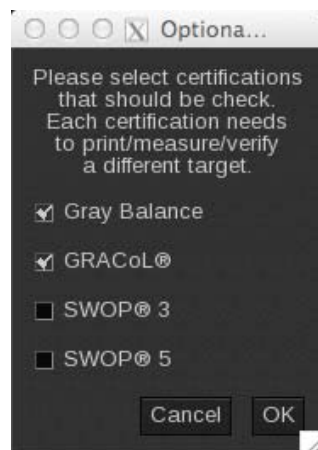 Optiona...
Please select certifications
that should be check.
Each certification needs
to print/measure/verify
a different target.
Gray Balance
GRACoL®
SWOP® 3
SWOP® 5
Cancel OK